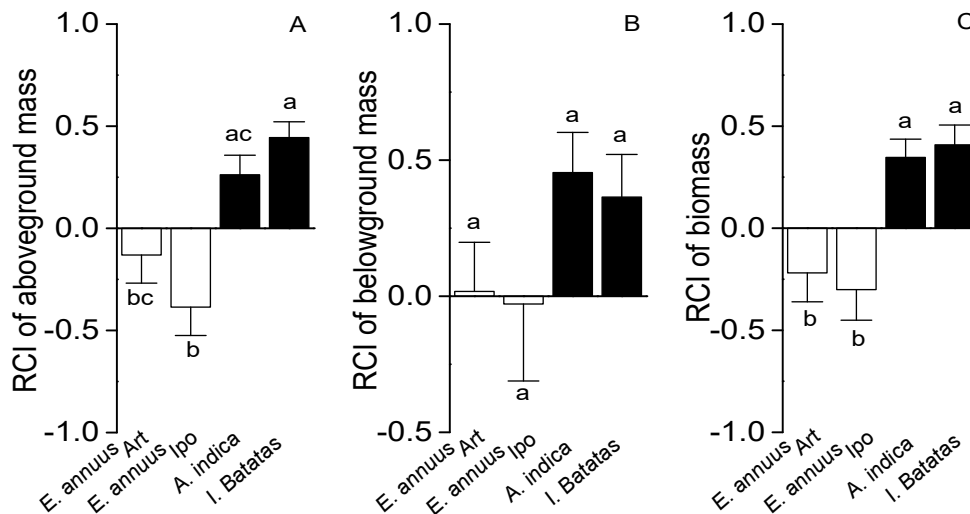 A
RCI of aboveground mass
1.0
0.5
0.0
-0.5
-1.0
bc
b
ac
a
E. annuus Art
E. annuus Ipo
A. indica
I. Batatas
B
RCI of belowground mass
1.0
0.5
0.0
-0.5
a
a
a
a
E. annuus Art
E. annuus Ipo
A. indica
I. Batatas
C
RCI of biomass
1.0
0.5
0.0
-0.5
-1.0
b
b
a
a
E. annuus Art
E. annuus Ipo
A. indica
I. Batatas